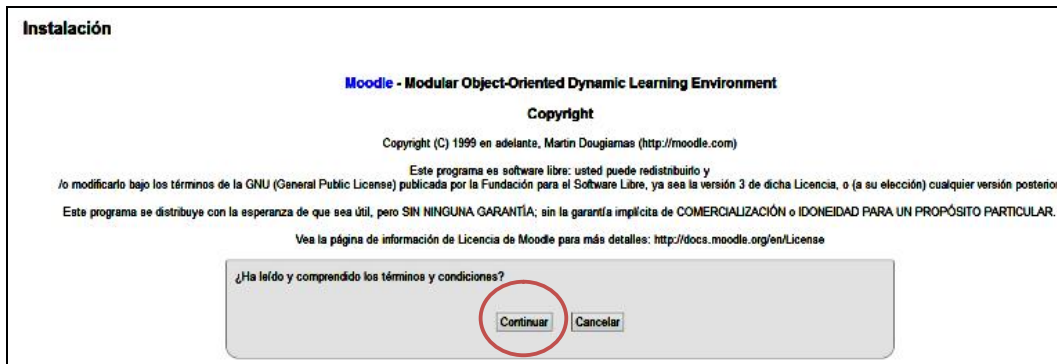 Instalación
Moodle - Modular Object-Oriented Dynamic Learning Environment
Copyright
Copyright (C) 1999 en adelante, Martin Dougiamas (http://moodle.com)
Este programa es software libre: usted puede redistribuirlo y
/o modificarlo bajo los términos de la GNU (General Public License) publicada por la Fundación para el Software Libre, ya sea la versión 3 de dicha Licencia, o (a su elección) cualquier versión posterior
Este programa se distribuye con la esperanza de que sea útil, pero SIN NINGUNA GARANTÍA; sin la garantía implícita de COMERCIALIZACIÓN o IDONEIDAD PARA UN PROPÓSITO PARTICULAR.
Vea la página de información de Licencia de Moodle para más detalles: http://docs.moodle.org/en/License
¿Ha leído y comprendido los términos y condiciones?
Continuar Cancelar